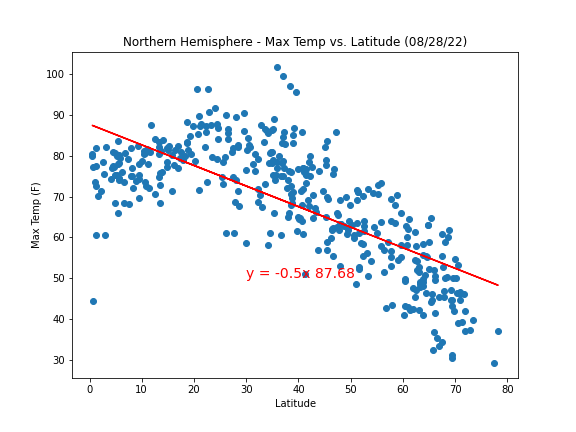 Northern Hemisphere - Max Temp vs. Latitude (08/28/22)
100
90
80
70
60
50
40
30
Max Temp (F)
y = -0.5x 87.68
0 10 20 30 40 50 60 70 80
Latitude